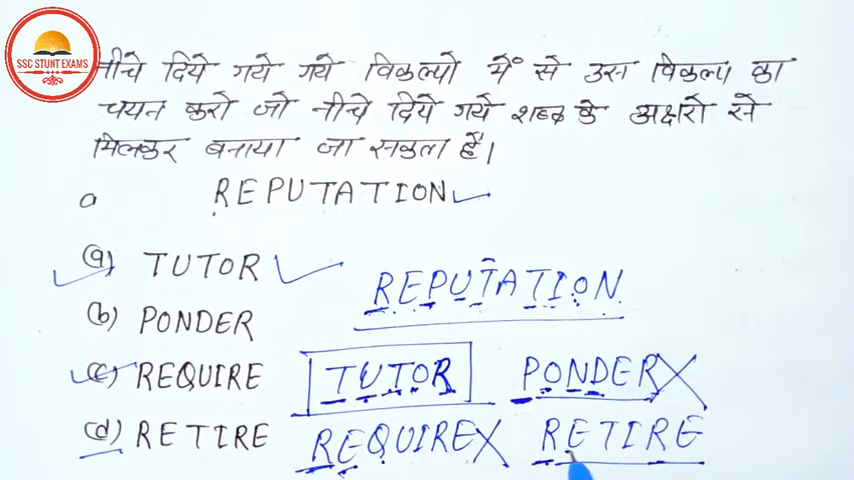 SSC STUNT EXAMS
नीचे दिये गये गये विकल्पो में से उस विकल्प का
चयन करो जो नीचे दिये गये शब्द के अक्षरो से
मिलकर बनाया जा सकता है।
a REPUTATION
(a) TUTOR
REPUTATION
(b) PONDER
(c) REQUIRE TUTOR PONDER
(d) RETIRE REQUIRE RETIRE